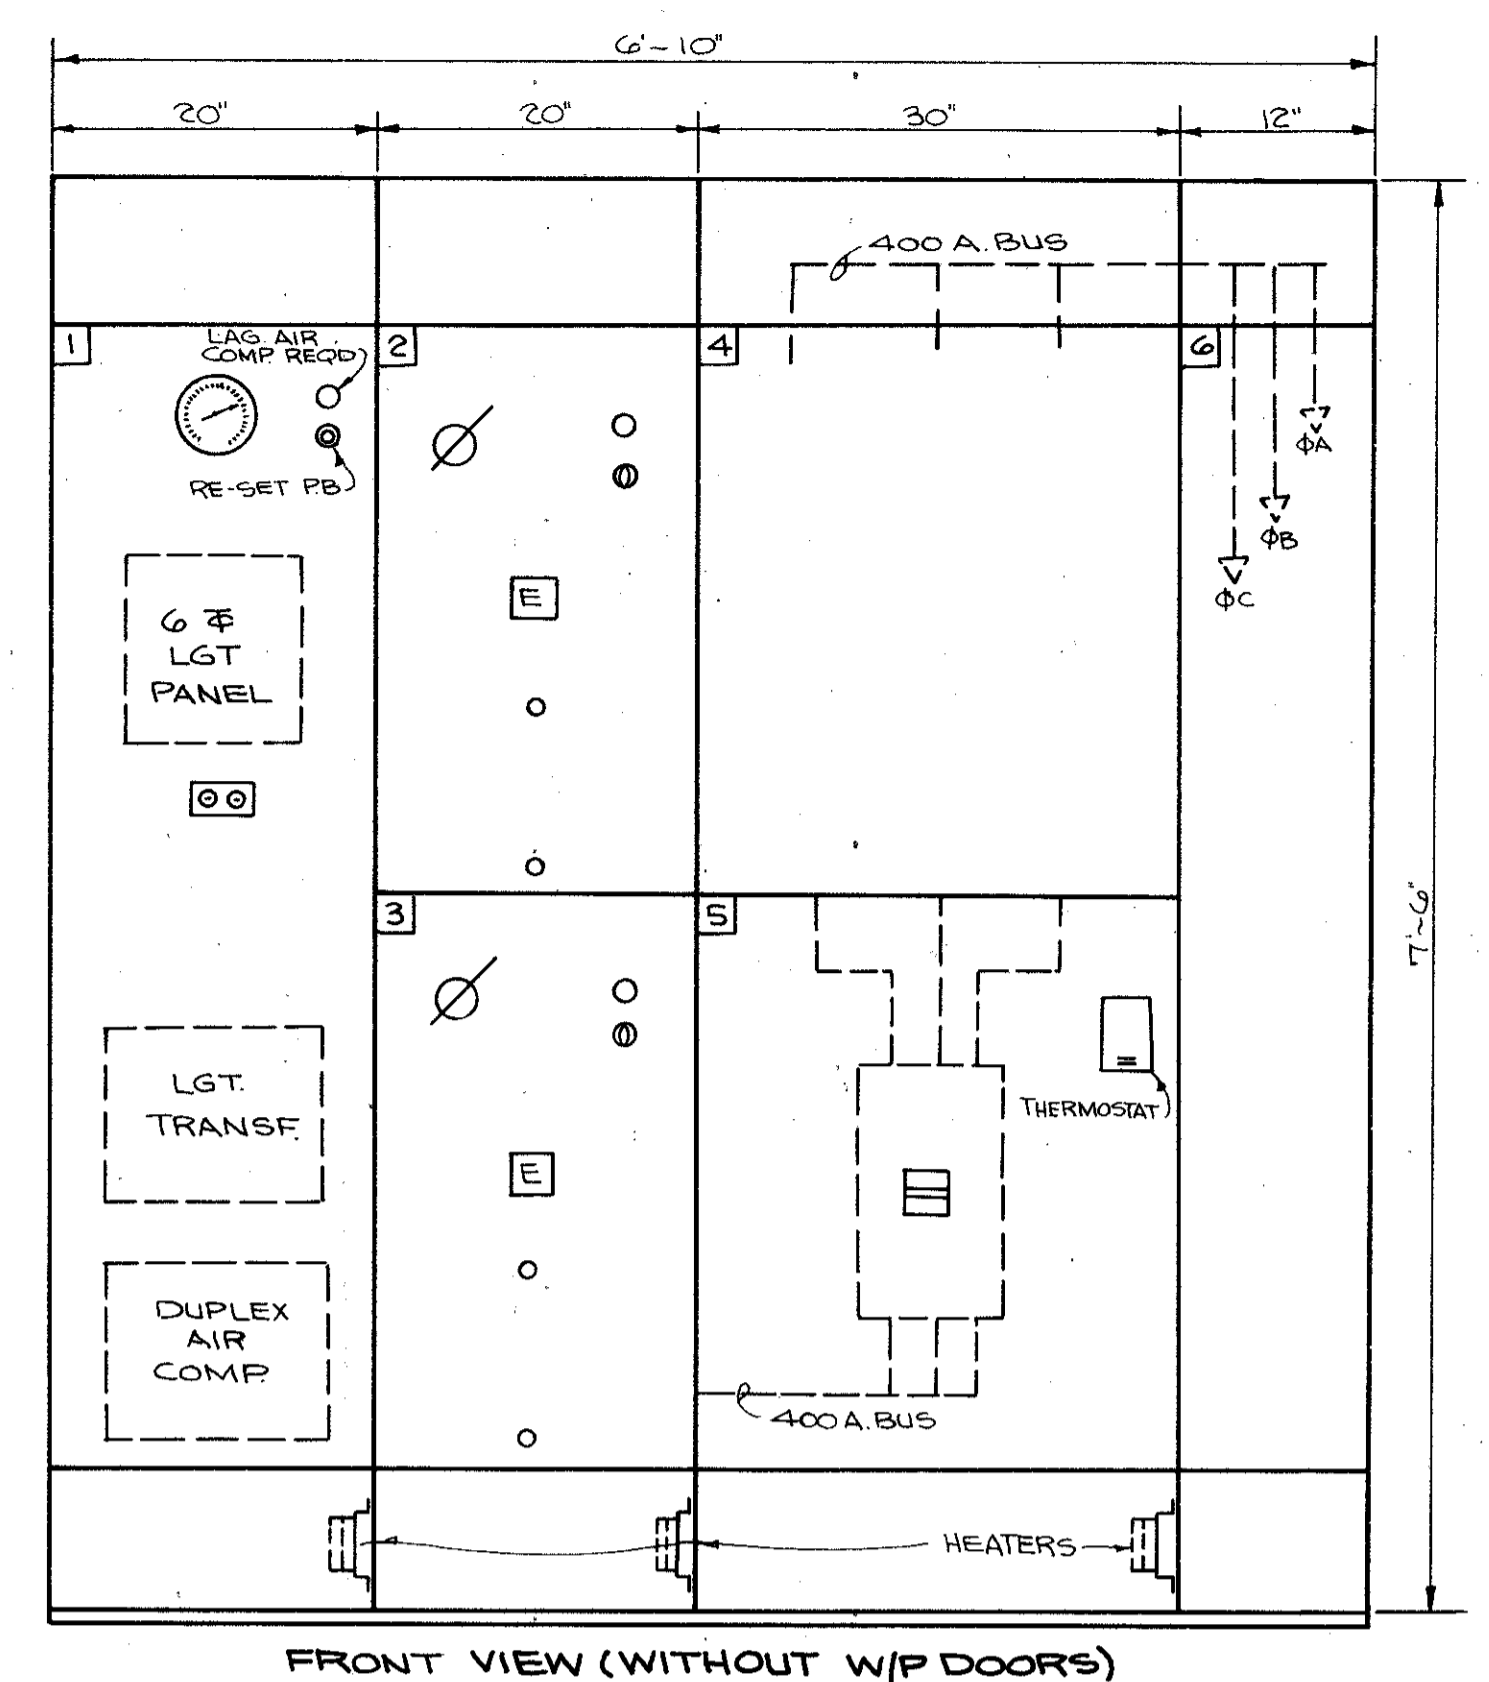 6'-10"
20" 20" 30" 12"
400 A. BUS
1
LAG. AIR
COMP. REQD
2
4
6
RE-SET P.B
ΦA
ΦB
ΦC
E
6
LGT
PANEL
3
5
7'-6"
LGT.
TRANSF.
THERMOSTAT
E
DUPLEX
AIR
COMP.
400 A. BUS
HEATERS
FRONT VIEW (WITHOUT W/P DOORS)